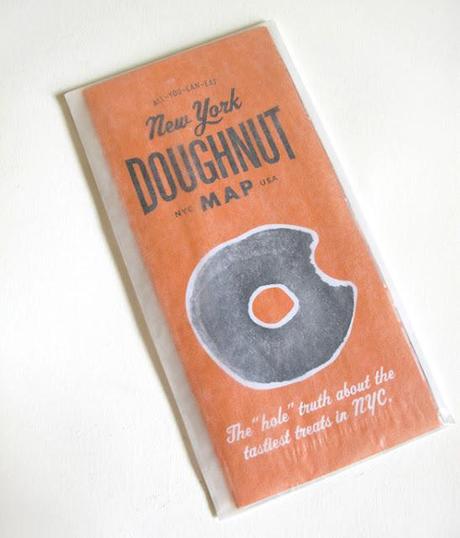 ALL-YOU-CAN-EAT
New York
DOUGHNUT
NYC MAP USA
The "hole" truth about the
tastiest treats in NYC.